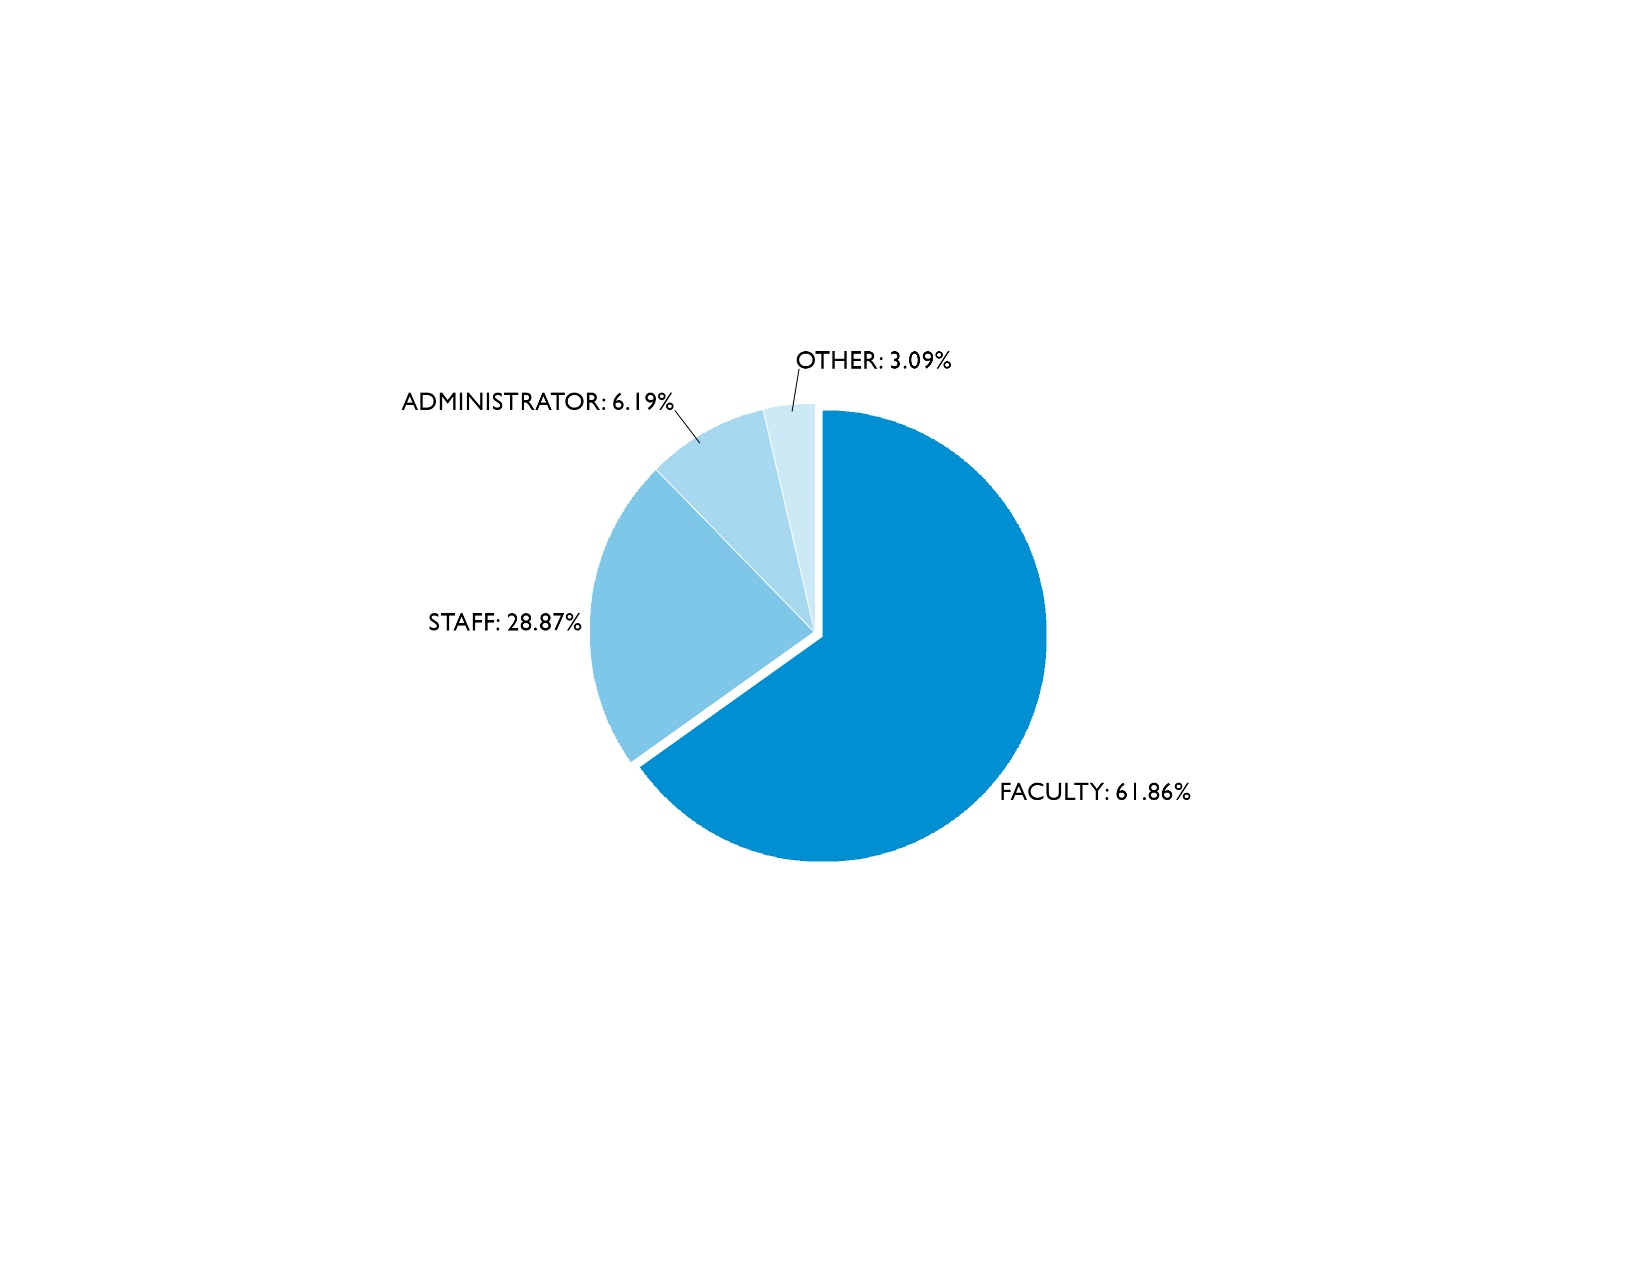 OTHER: 3.09%
ADMINISTRATOR: 6.19%
STAFF: 28.87%
FACULTY: 61.86%